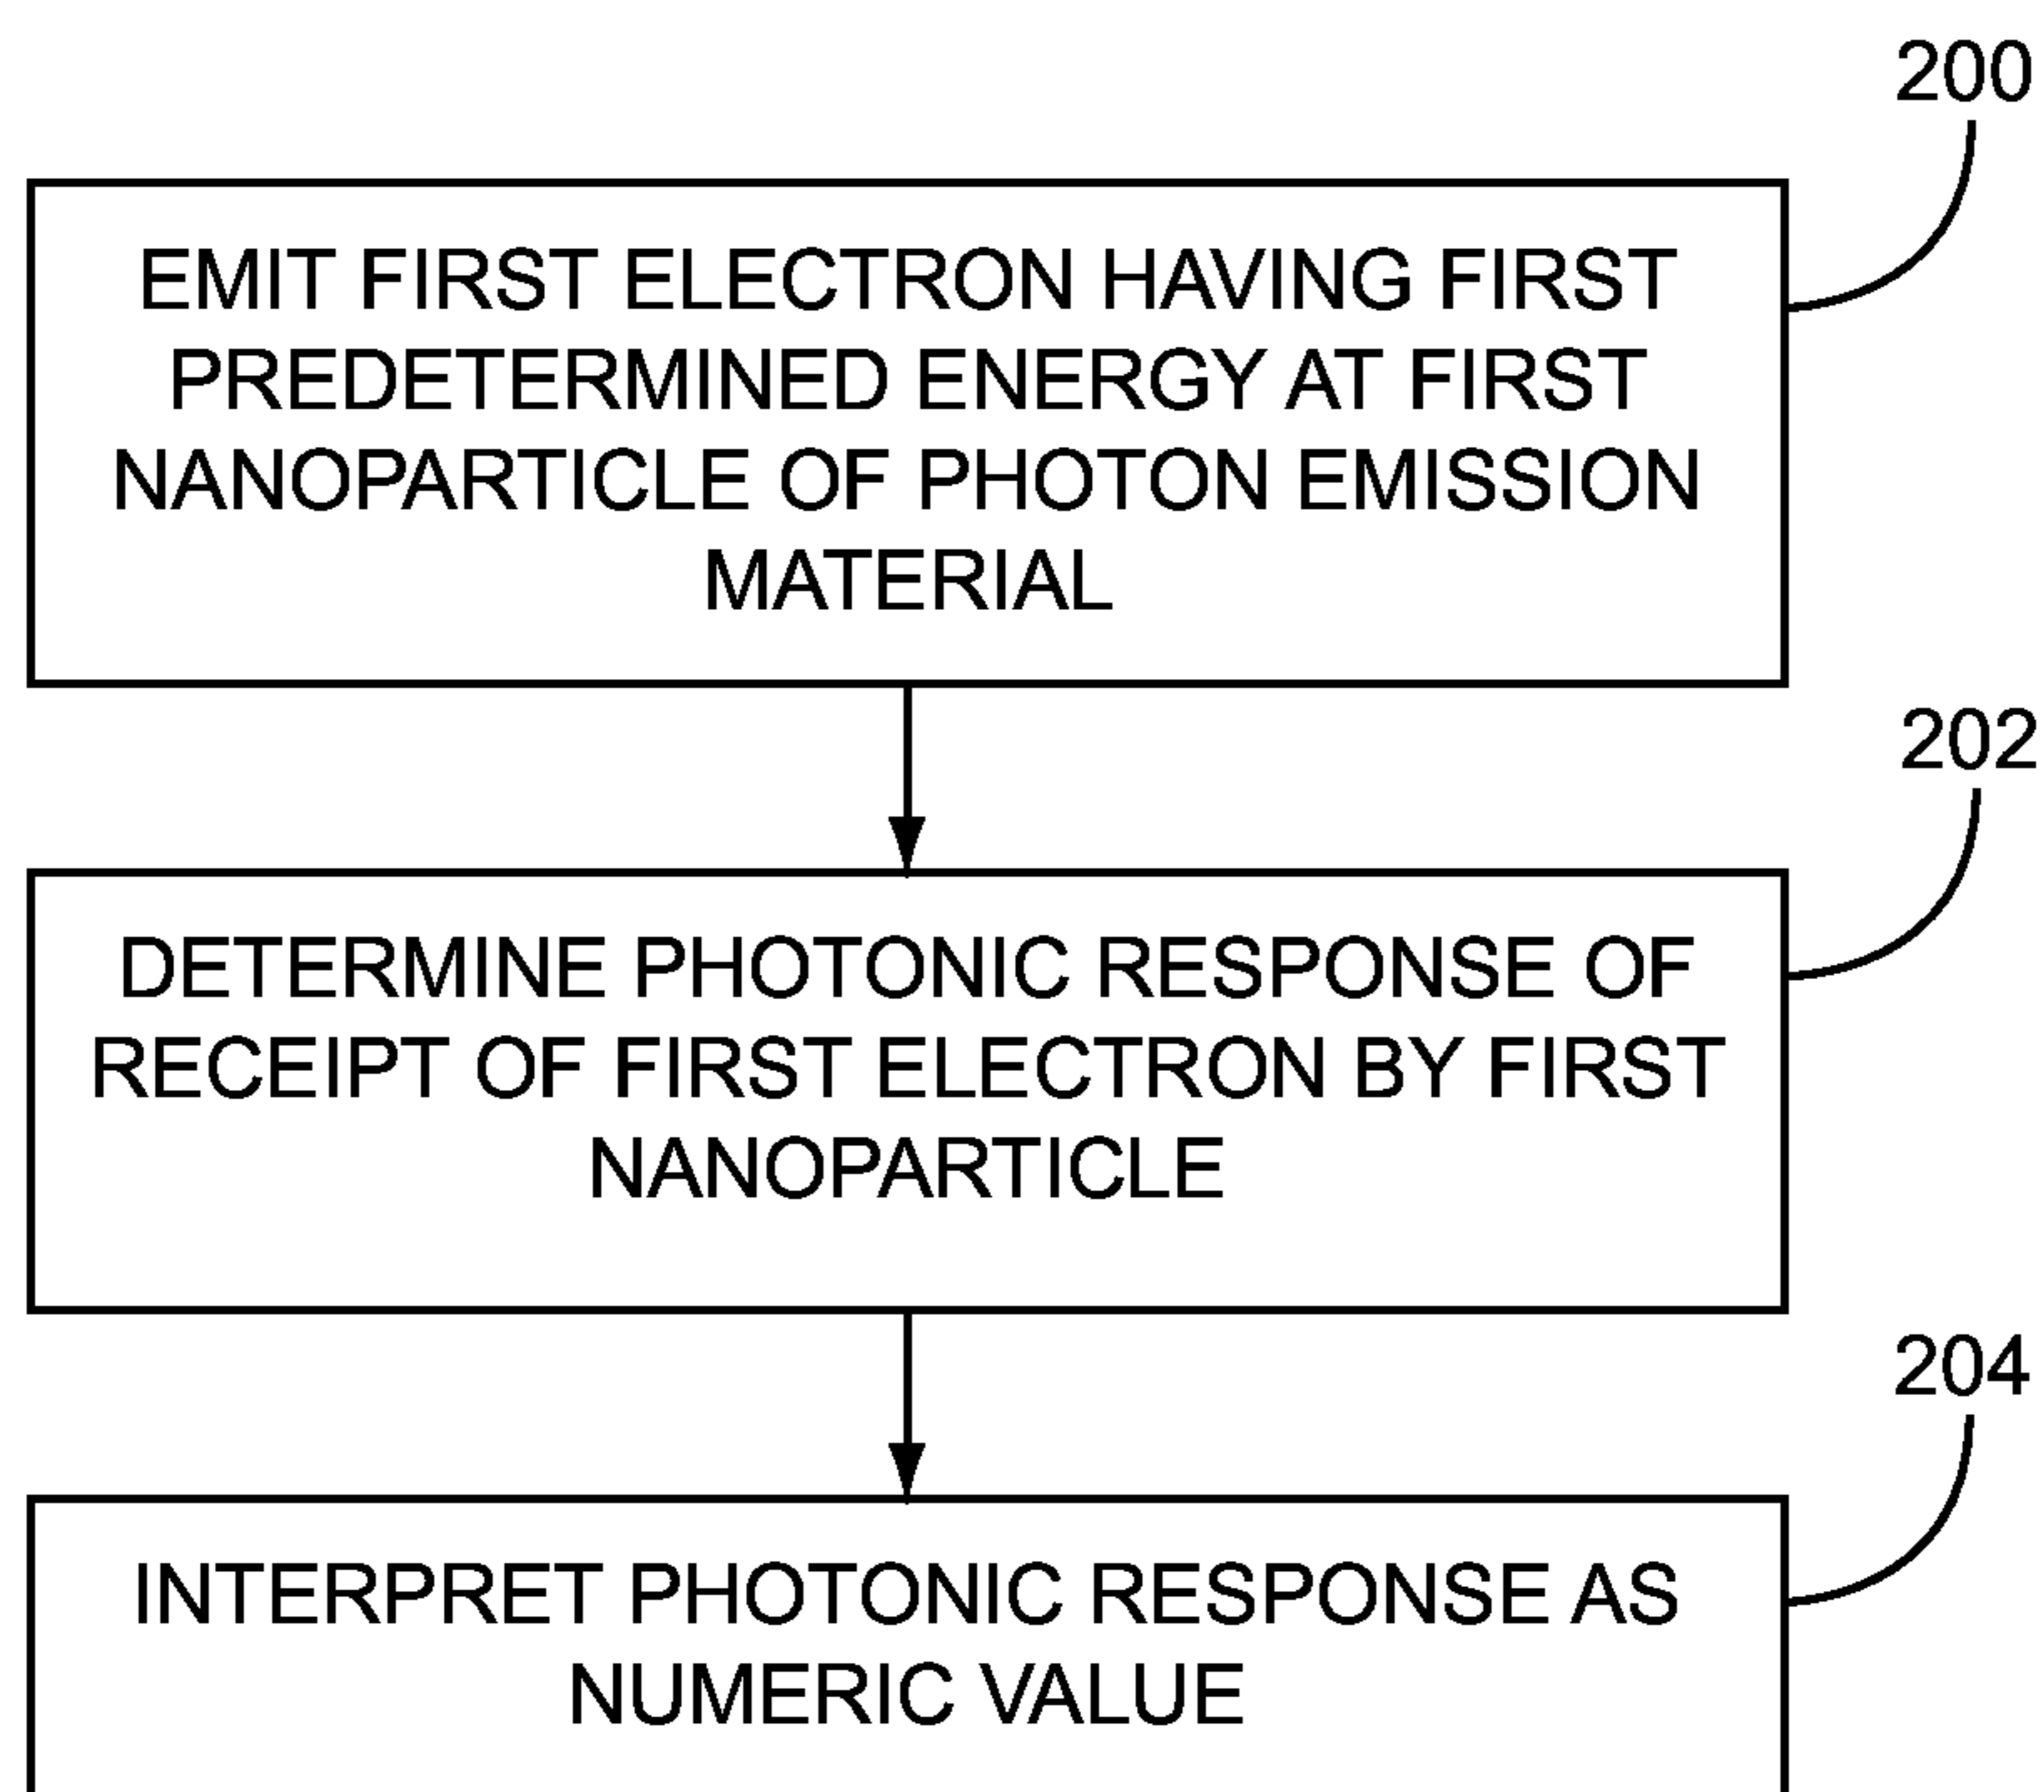 200
EMIT FIRST ELECTRON HAVING FIRST
PREDETERMINED ENERGY AT FIRST
NANOPARTICLE OF PHOTON EMISSION
MATERIAL
202
DETERMINE PHOTONIC RESPONSE OF
RECEIPT OF FIRST ELECTRON BY FIRST
NANOPARTICLE
204
INTERPRET PHOTONIC RESPONSE AS
NUMERIC VALUE